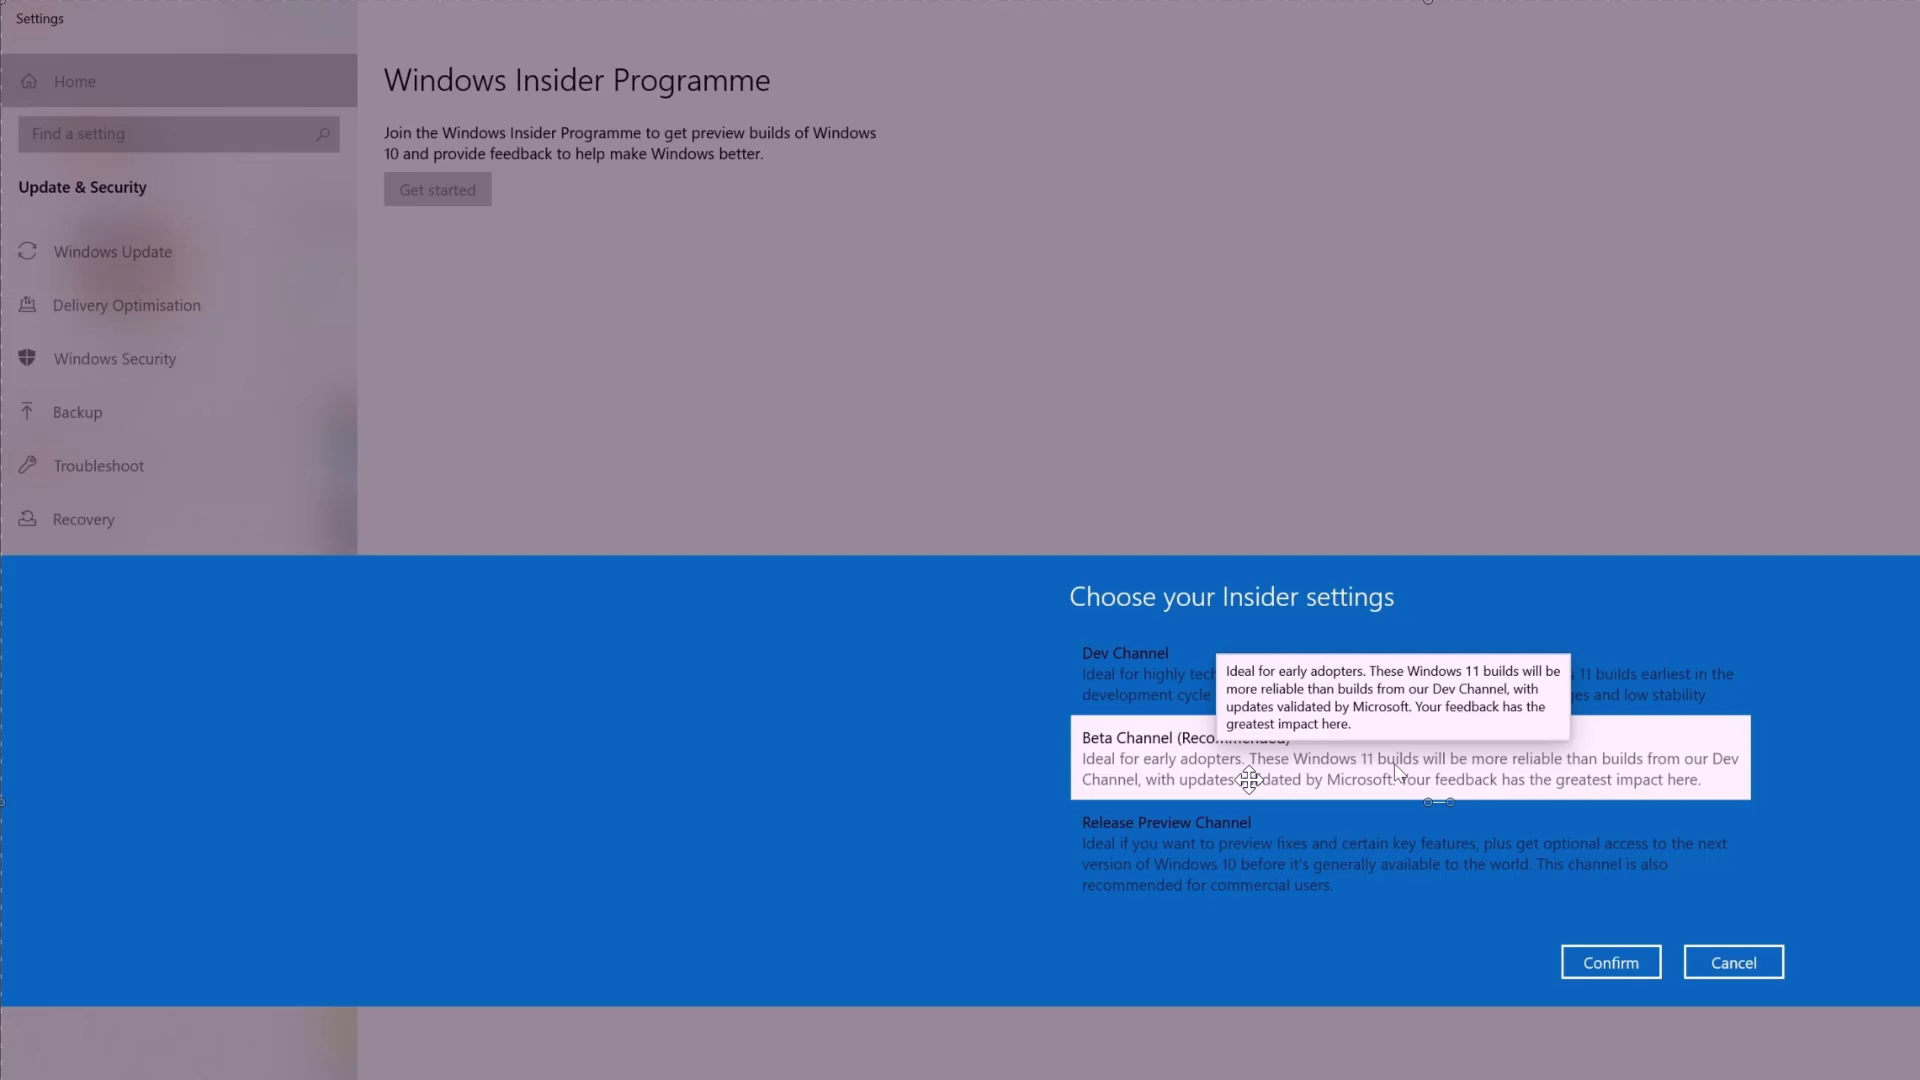 Settings
Home
Find a setting
Update & Security
Windows Update
Delivery Optimisation
Windows Security
Backup
Troubleshoot
Recovery
Windows Insider Programme
Join the Windows Insider Programme to get preview builds of Windows
10 and provide feedback to help make Windows better.
Get started
Choose your Insider settings
Dev Channel
Ideal for highly tech 11 builds earliest in the
development cycle and low stability.
Ideal for early adopters. These Windows 11 builds will be
more reliable than builds from our Dev Channel, with
updates validated by Microsoft. Your feedback has the
greatest impact here.
Beta Channel (Recommended)
Ideal for early adopters. These Windows 11 builds will be more reliable than builds from our Dev
Channel, with updates validated by Microsoft. Your feedback has the greatest impact here.
Release Preview Channel
Ideal if you want to preview fixes and certain key features, plus get optional access to the next
version of Windows 10 before it's generally available to the world. This channel is also
recommended for commercial users.
Confirm
Cancel